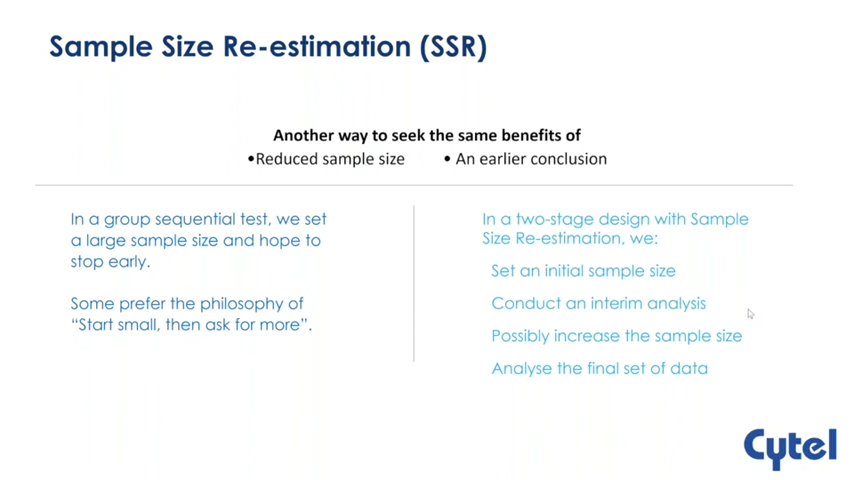 Sample Size Re-estimation (SSR)
Another way to seek the same benefits of
•Reduced sample size • An earlier conclusion
In a group sequential test, we set
a large sample size and hope to
stop early.
Some prefer the philosophy of
“Start small, then ask for more”.
In a two-stage design with Sample
Size Re-estimation, we:
Set an initial sample size
Conduct an interim analysis
Possibly increase the sample size
Analyse the final set of data
Cytel